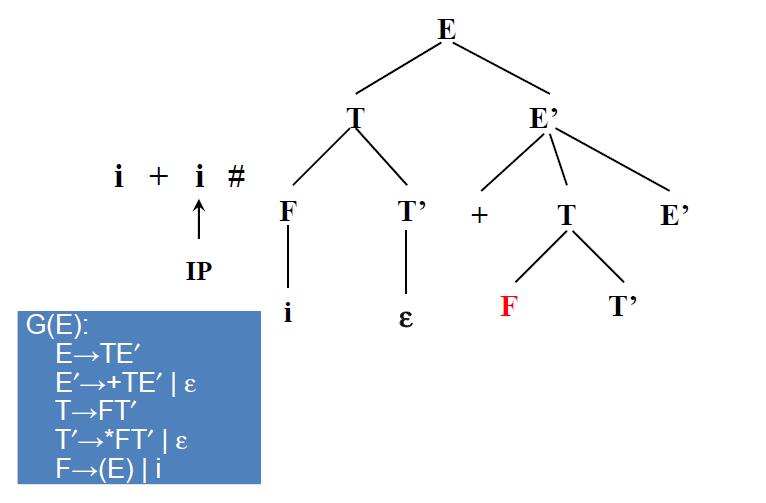 E
T E’
i + i #
F T’ + T E’
IP
i ε F T’
G(E):
E→TE′
E′→+TE′ | ε
T→FT′
T′→*FT′ | ε
F→(E) | i